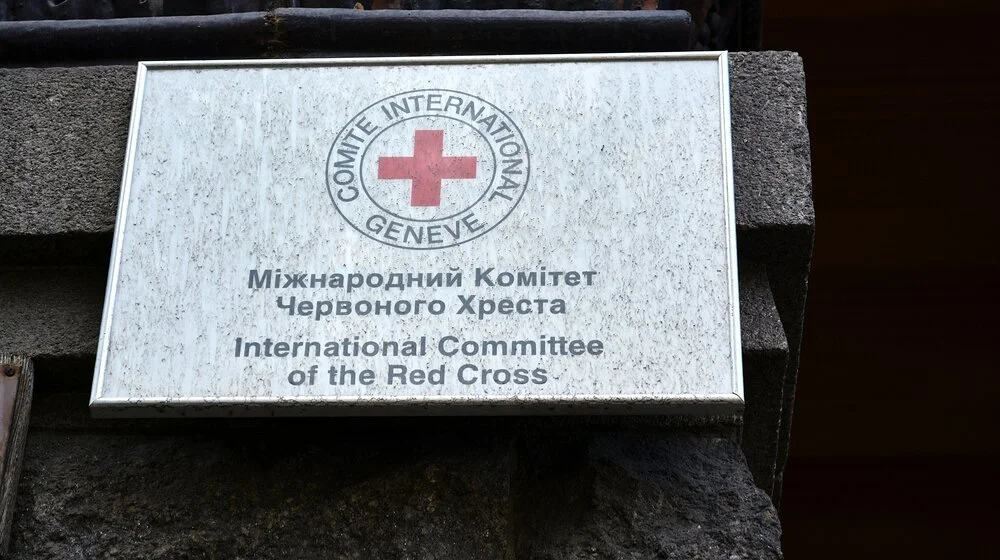 COMITE INTERNATIONAL
GENEVE
Міжнародний Комітет
Червоного Хреста
International Committee
of the Red Cross